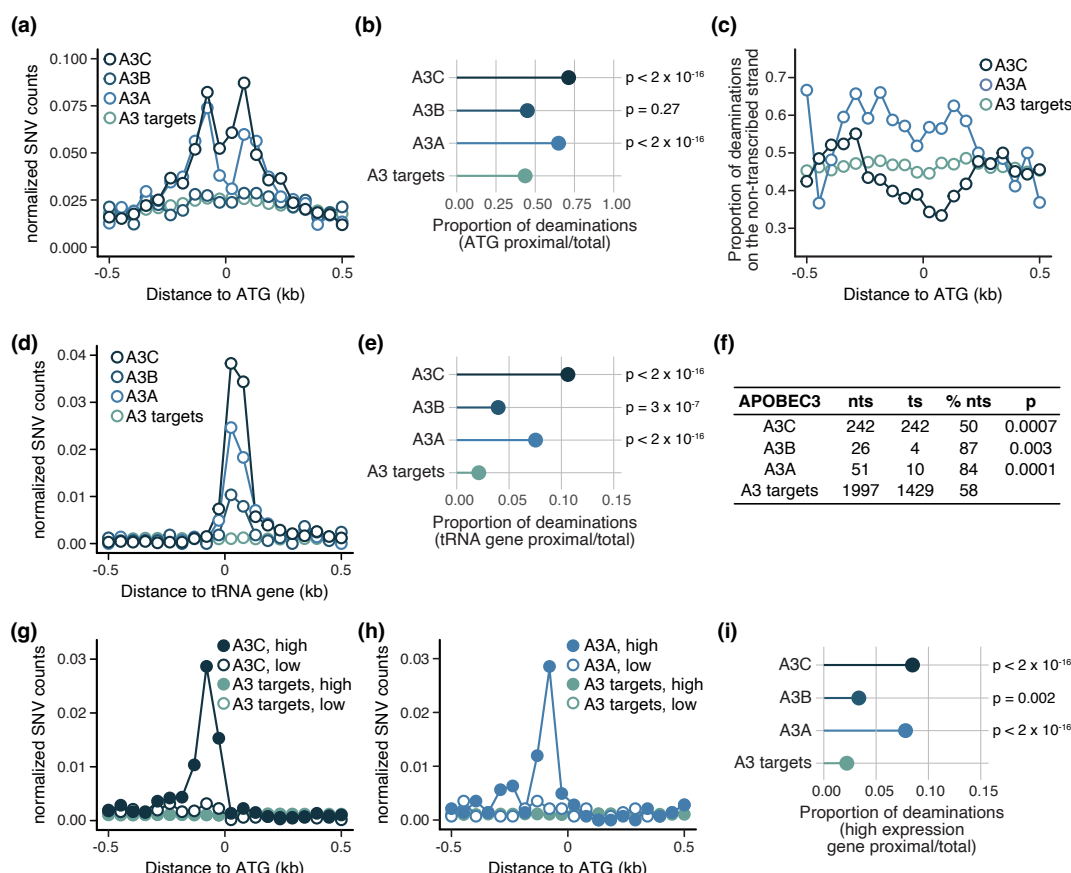 (a)
normalized SNV counts
0.100
0.075
0.050
0.025
0.000
A3C
A3B
A3A
A3 targets
-0.5
0
0.5
Distance to ATG (kb)
(b)
A3C
A3B
A3A
A3 targets
p < 2 x 10-16
p = 0.27
p < 2 x 10-16
0.00
0.25
0.50
0.75
1.00
Proportion of deaminations
(ATG proximal/total)
(c)
Proportion of deaminations
on the non-transcribed strand
0.7
0.6
0.5
0.4
0.3
A3C
A3A
A3 targets
-0.5
0
0.5
Distance to ATG (kb)
(d)
normalized SNV counts
0.04
0.03
0.02
0.01
0.00
A3C
A3B
A3A
A3 targets
-0.5
0
0.5
Distance to tRNA gene (kb)
(e)
A3C
A3B
A3A
A3 targets
p < 2 x 10-16
p = 3 x 10-7
p < 2 x 10-16
0.00
0.05
0.10
0.15
Proportion of deaminations
(tRNA gene proximal/total)
(f)
APOBEC3 nts ts % nts p
A3C 242 242 50 0.0007
A3B 26 4 87 0.003
A3A 51 10 84 0.0001
A3 targets 1997 1429 58
(g)
normalized SNV counts
0.03
0.02
0.01
0.00
A3C, high
A3C, low
A3 targets, high
A3 targets, low
-0.5
0
0.5
Distance to ATG (kb)
(h)
normalized SNV counts
0.03
0.02
0.01
0.00
A3A, high
A3A, low
A3 targets, high
A3 targets, low
-0.5
0
0.5
Distance to ATG (kb)
(i)
A3C
A3B
A3A
A3 targets
p < 2 x 10-16
p = 0.002
p < 2 x 10-16
0.00
0.05
0.10
0.15
Proportion of deaminations
(high expression
gene proximal/total)